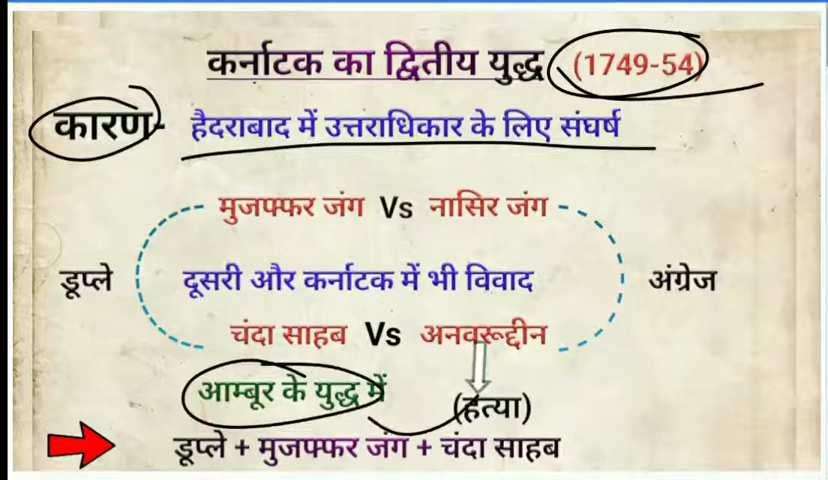 कर्नाटक का द्वितीय युद्ध (1749-54)
कारण- हैदराबाद में उत्तराधिकार के लिए संघर्ष
मुजफ्फर जंग Vs नासिर जंग
डूप्ले दूसरी और कर्नाटक में भी विवाद अंग्रेज
चंदा साहब Vs अनवरूद्दीन
आम्बूर के युद्ध में (हत्या)
डूप्ले + मुजफ्फर जंग + चंदा साहब